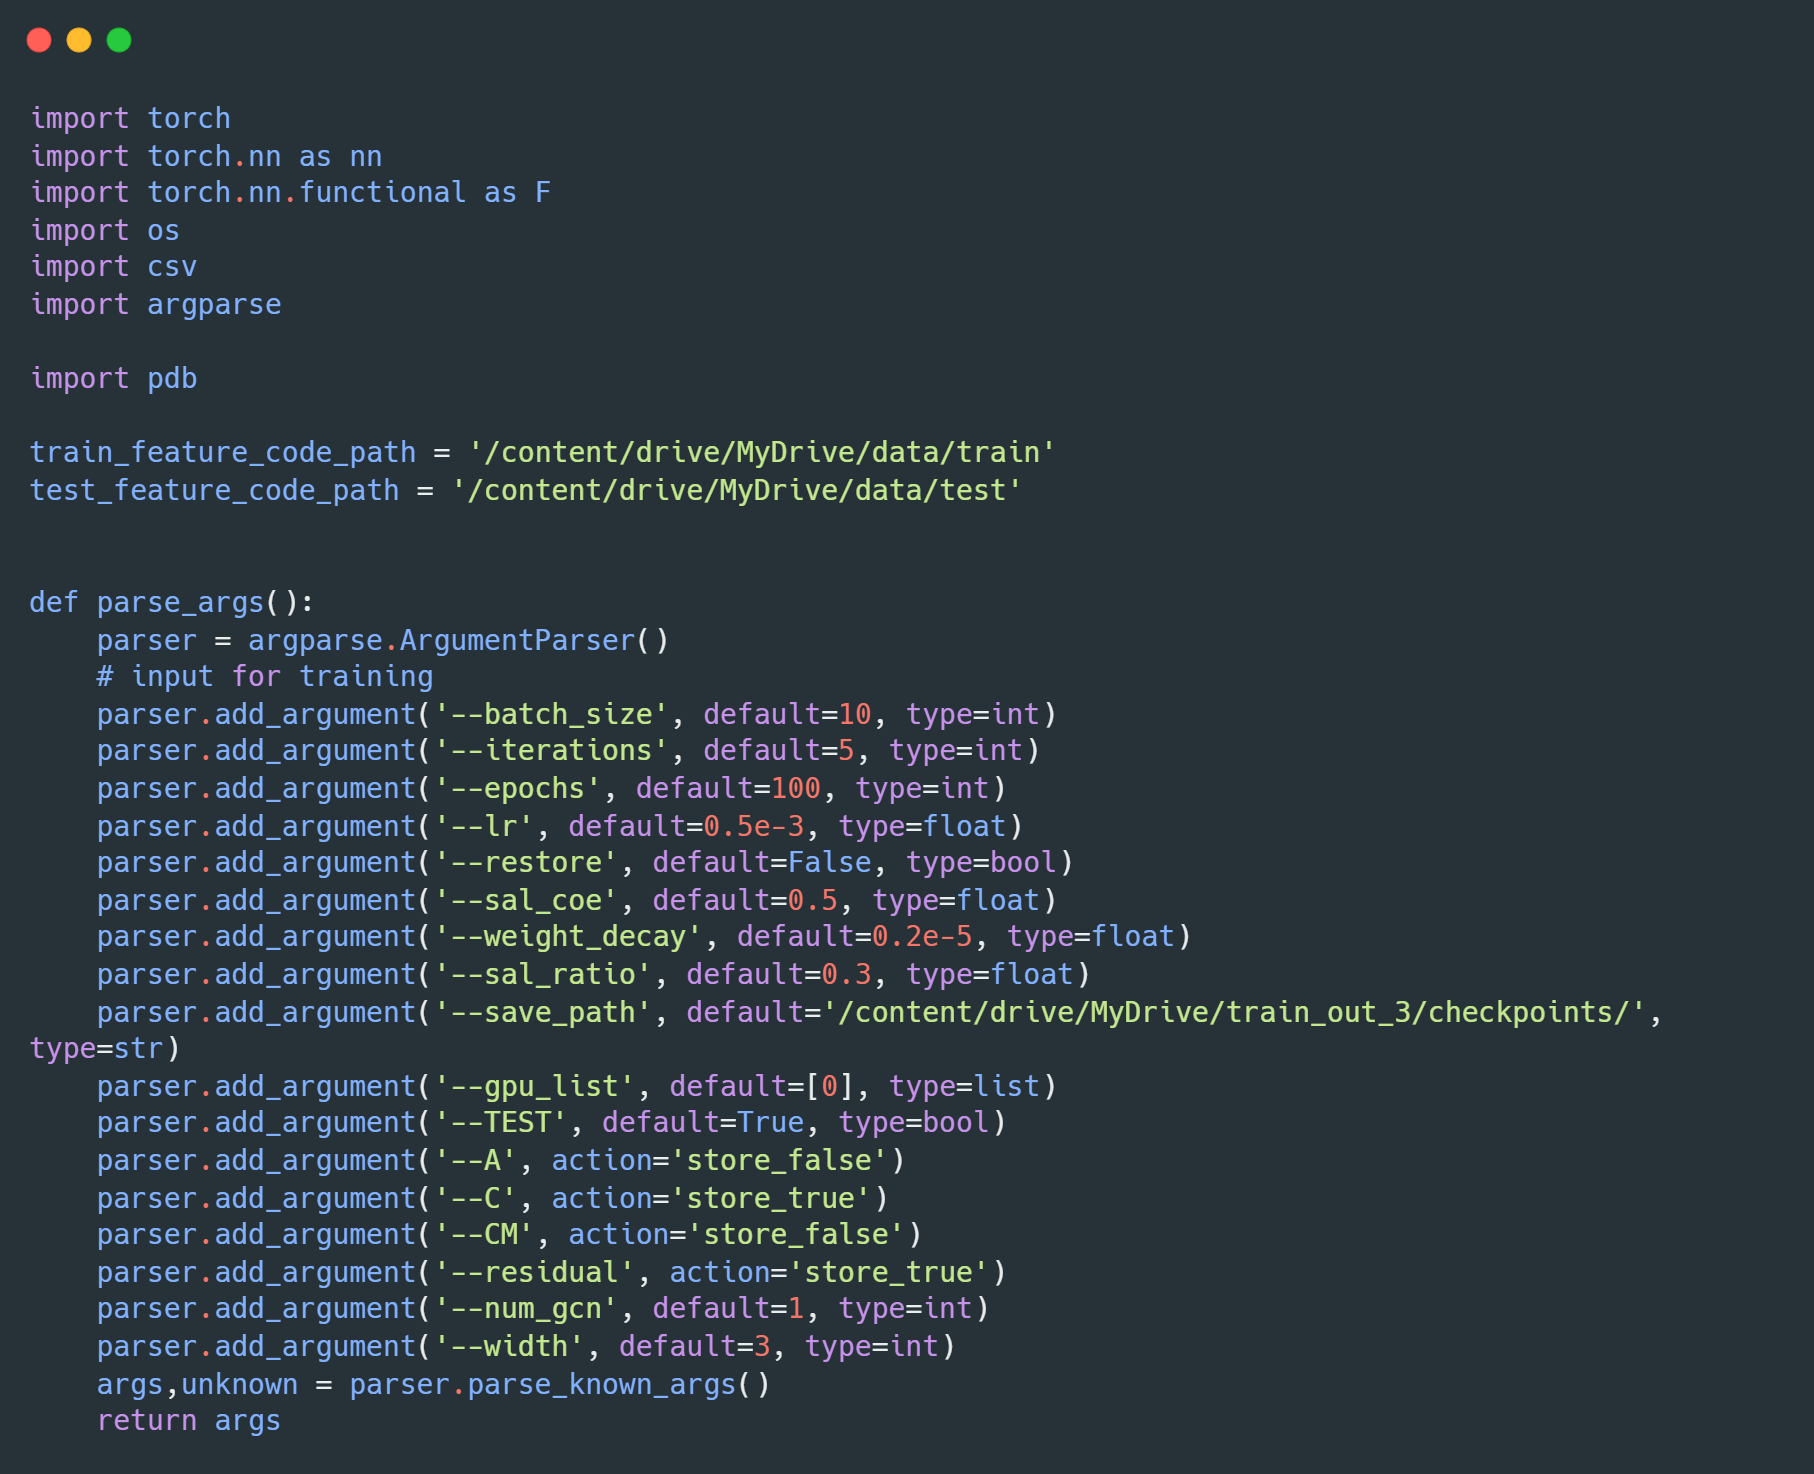 import torch
import torch.nn as nn
import torch.nn.functional as F
import os
import csv
import argparse

import pdb

train_feature_code_path = '/content/drive/MyDrive/data/train'
test_feature_code_path = '/content/drive/MyDrive/data/test'


def parse_args():
    parser = argparse.ArgumentParser()
    # input for training
    parser.add_argument('--batch_size', default=10, type=int)
    parser.add_argument('--iterations', default=5, type=int)
    parser.add_argument('--epochs', default=100, type=int)
    parser.add_argument('--lr', default=0.5e-3, type=float)
    parser.add_argument('--restore', default=False, type=bool)
    parser.add_argument('--sal_coe', default=0.5, type=float)
    parser.add_argument('--weight_decay', default=0.2e-5, type=float)
    parser.add_argument('--sal_ratio', default=0.3, type=float)
    parser.add_argument('--save_path', default='/content/drive/MyDrive/train_out_3/checkpoints/',
type=str)
    parser.add_argument('--gpu_list', default=[0], type=list)
    parser.add_argument('--TEST', default=True, type=bool)
    parser.add_argument('--A', action='store_false')
    parser.add_argument('--C', action='store_true')
    parser.add_argument('--CM', action='store_false')
    parser.add_argument('--residual', action='store_true')
    parser.add_argument('--num_gcn', default=1, type=int)
    parser.add_argument('--width', default=3, type=int)
    args,unknown = parser.parse_known_args()
    return args